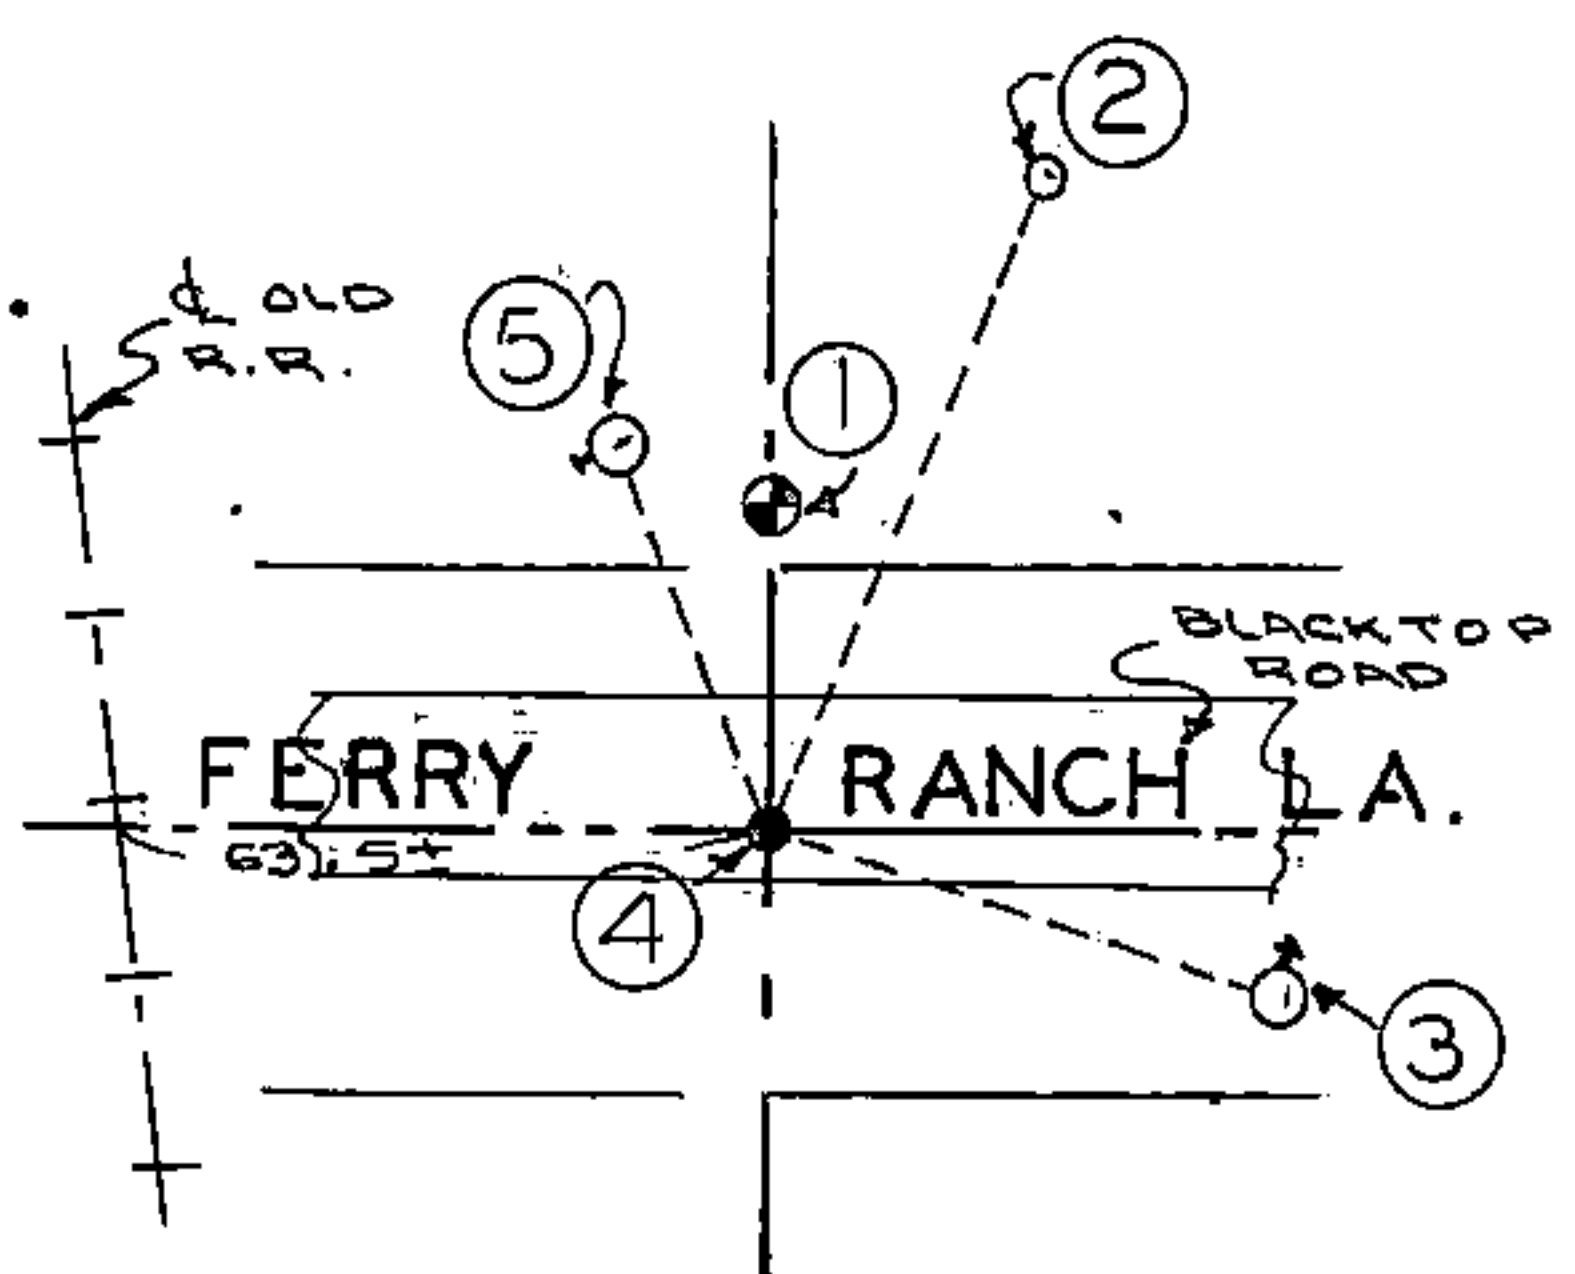 2
℄ OLD
R.R.
5
1
BLACKTOP
ROAD
FERRY RANCH LA.
63.5±
4
3